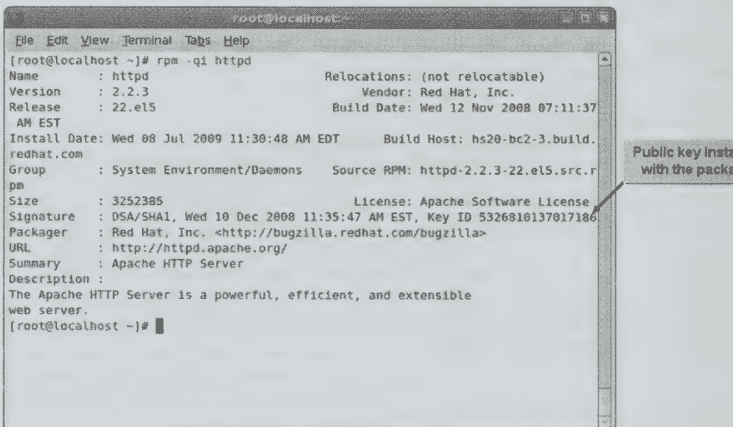 root@localhost:~
File Edit View Terminal Tabs Help
[root@localhost ~]# rpm -qi httpd
Name : httpd Relocations: (not relocatable)
Version : 2.2.3 Vendor: Red Hat, Inc.
Release : 22.el5 Build Date: Wed 12 Nov 2008 07:11:37
AM EST
Install Date: Wed 08 Jul 2009 11:30:48 AM EDT Build Host: hs20-bc2-3.build.
redhat.com
Group : System Environment/Daemons Source RPM: httpd-2.2.3-22.el5.src.r
pm
Size : 3252385 License: Apache Software License
Signature : DSA/SHA1, Wed 10 Dec 2008 11:35:47 AM EST, Key ID 5326810137017186
Packager : Red Hat, Inc. <http://bugzilla.redhat.com/bugzilla>
URL : http://httpd.apache.org/
Summary : Apache HTTP Server
Description :
The Apache HTTP Server is a powerful, efficient, and extensible
web server.
[root@localhost ~]#
Public key insta
with the packa